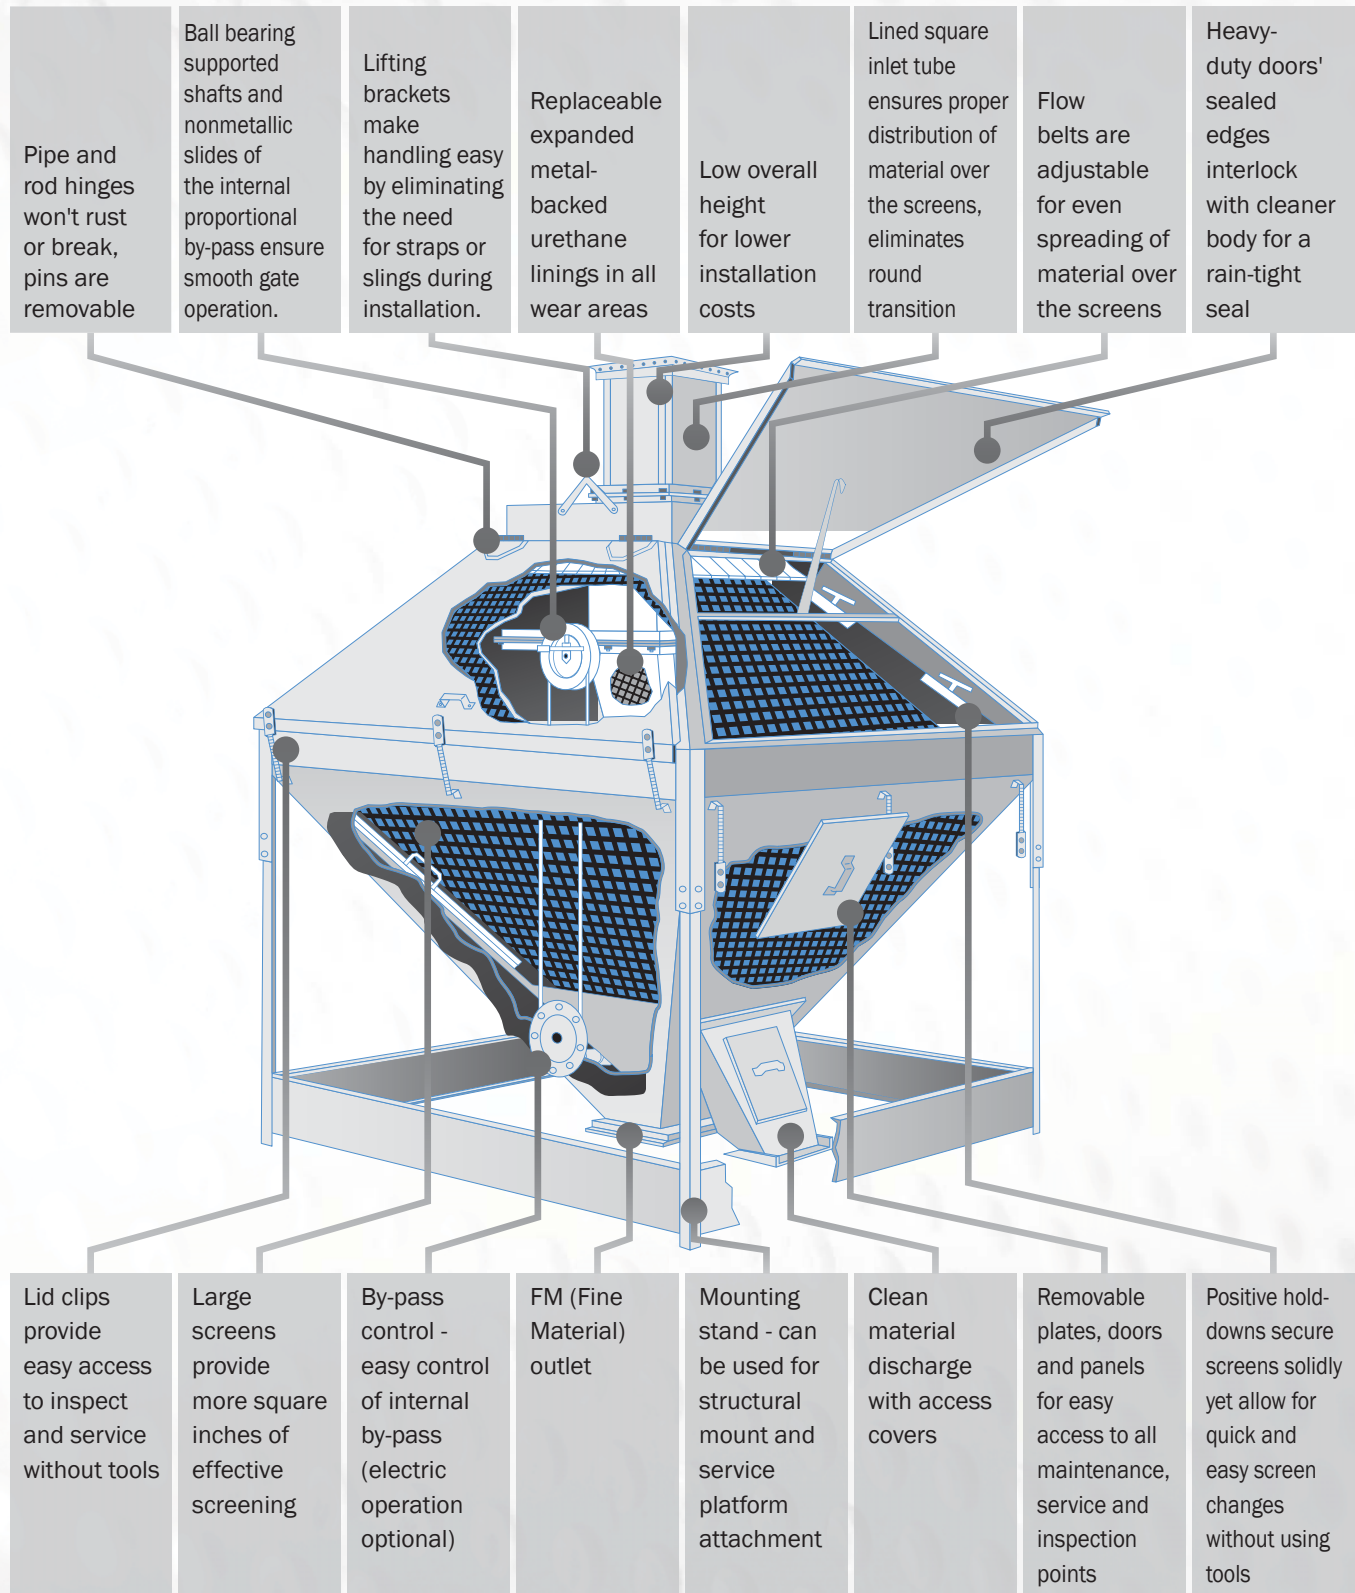 Pipe and
rod hinges
won't rust
or break,
pins are
removable
Ball bearing
supported
shafts and
nonmetallic
slides of
the internal
proportional
by-pass ensure
smooth gate
operation.
Lifting
brackets
make
handling easy
by eliminating
the need
for straps or
slings during
installation.
Replaceable
expanded
metal-
backed
urethane
linings in all
wear areas
Low overall
height
for lower
installation
costs
Lined square
inlet tube
ensures proper
distribution of
material over
the screens,
eliminates
round
transition
Flow
belts are
adjustable
for even
spreading of
material over
the screens
Heavy-
duty doors'
sealed
edges
interlock
with cleaner
body for a
rain-tight
seal
Lid clips
provide
easy access
to inspect
and service
without tools
Large
screens
provide
more square
inches of
effective
screening
By-pass
control -
easy control
of internal
by-pass
(electric
operation
optional)
FM (Fine
Material)
outlet
Mounting
stand - can
be used for
structural
mount and
service
platform
attachment
Clean
material
discharge
with access
covers
Removable
plates, doors
and panels
for easy
access to all
maintenance,
service and
inspection
points
Positive hold-
downs secure
screens solidly
yet allow for
quick and
easy screen
changes
without using
tools